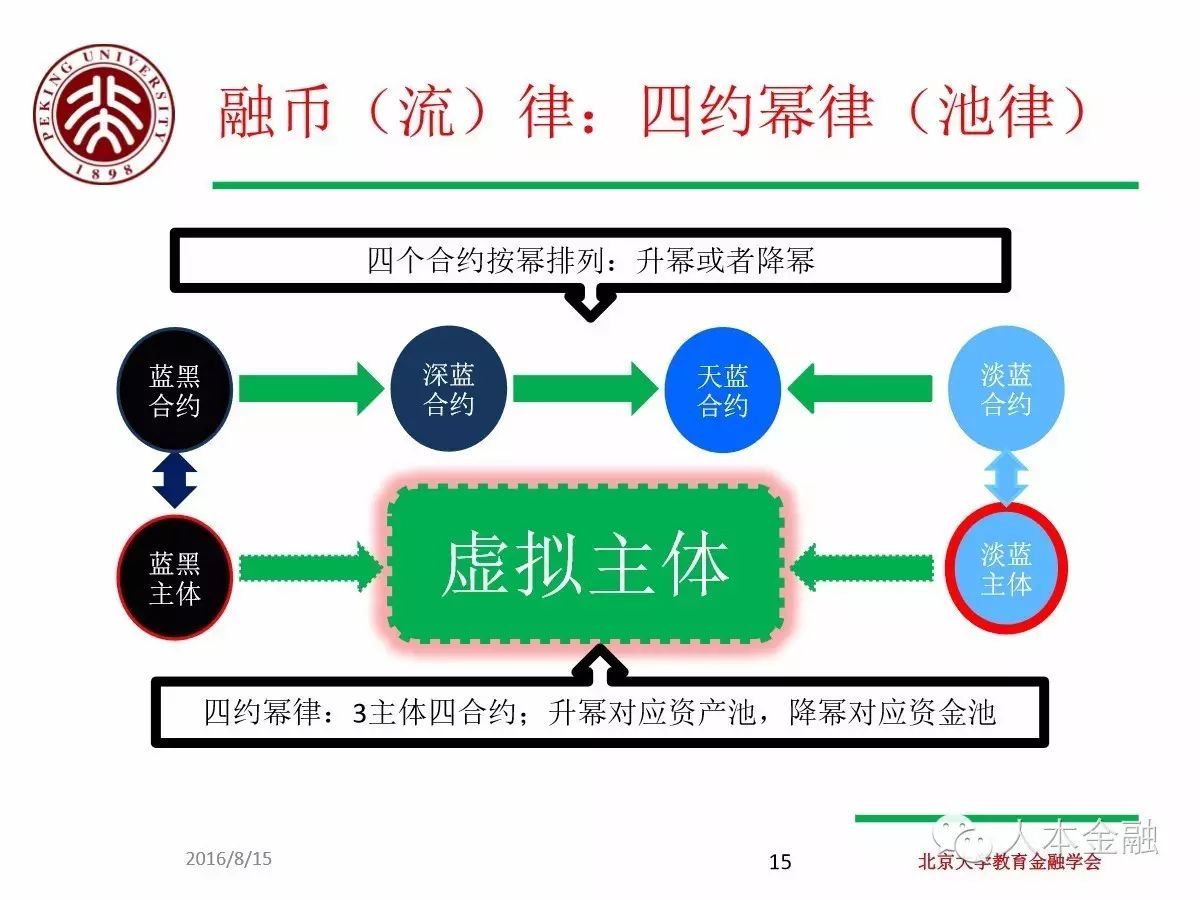 PEKING UNIVERSITY
1898
融币（流）律：四约幂律（池律）
四个合约按幂排列：升幂或者降幂
蓝黑
合约
深蓝
合约
天蓝
合约
淡蓝
合约
蓝黑
主体
虚拟主体
淡蓝
主体
四约幂律：3主体四合约；升幂对应资产池，降幂对应资金池
人本金融
2016/8/15
15
北京大学教育金融学会